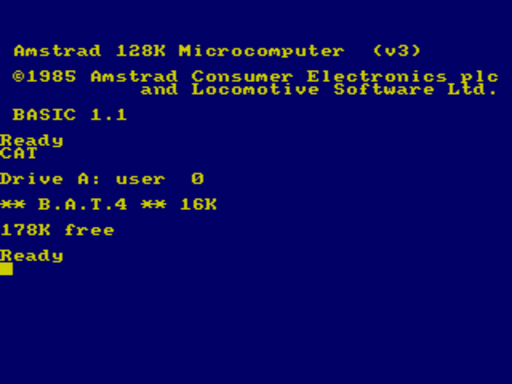 Amstrad 128K Microcomputer (v3)
©1985 Amstrad Consumer Electronics plc
and Locomotive Software Ltd.
BASIC 1.1
Ready
CAT
Drive A: user 0
** B.A.T.4 ** 16K
178K free
Ready